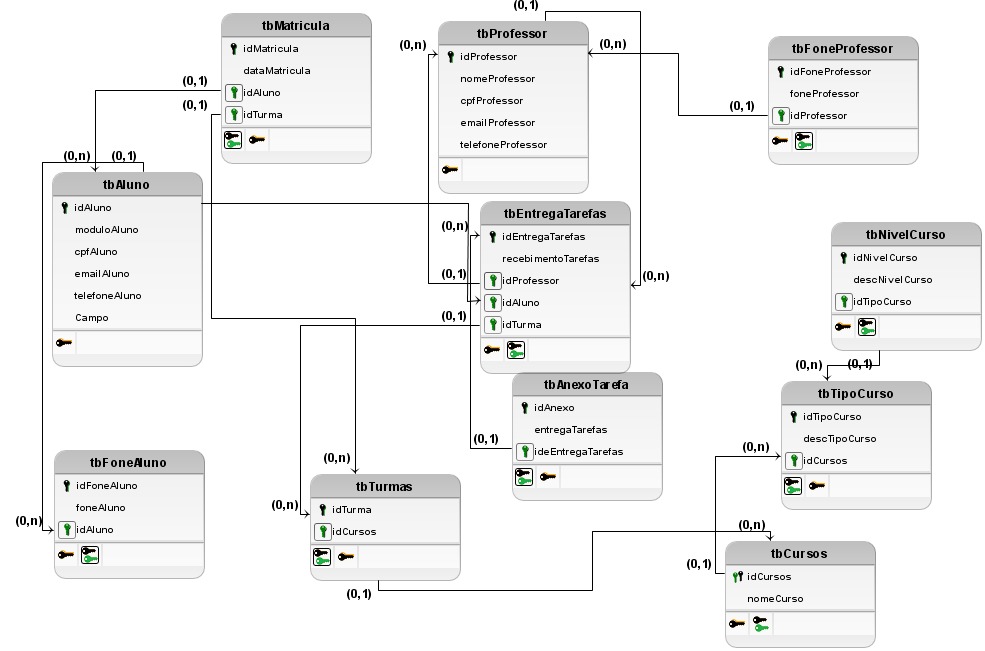 tbMatricula
idMatricula
dataMatricula
idAluno
idTurma
(0,1)
(0,1)
(0,1)
tbProfessor
idProfessor
nomeProfessor
cpfProfessor
emailProfessor
telefoneProfessor
(0,n)
(0,n)
tbFoneProfessor
idFoneProfessor
foneProfessor
idProfessor
(0,1)
(0,n)
(0,1)
tbAluno
idAluno
moduloAluno
cpfAluno
emailAluno
telefoneAluno
Campo
tbEntregaTarefas
idEntregaTarefas
recebimentoTarefas
idProfessor
idAluno
idTurma
(0,n)
(0,1)
(0,1)
(0,n)
tbNivelCurso
idNivelCurso
descNivelCurso
idTipoCurso
(0,n)
(0,1)
tbAnexoTarefa
idAnexo
entregaTarefas
ideEntregaTarefas
(0,1)
tbTipoCurso
idTipoCurso
descTipoCurso
idCursos
(0,n)
tbFoneAluno
idFoneAluno
foneAluno
idAluno
(0,n)
(0,n)
(0,n)
tbTurmas
idTurma
idCursos
(0,1)
(0,n)
(0,1)
tbCursos
idCursos
nomeCurso